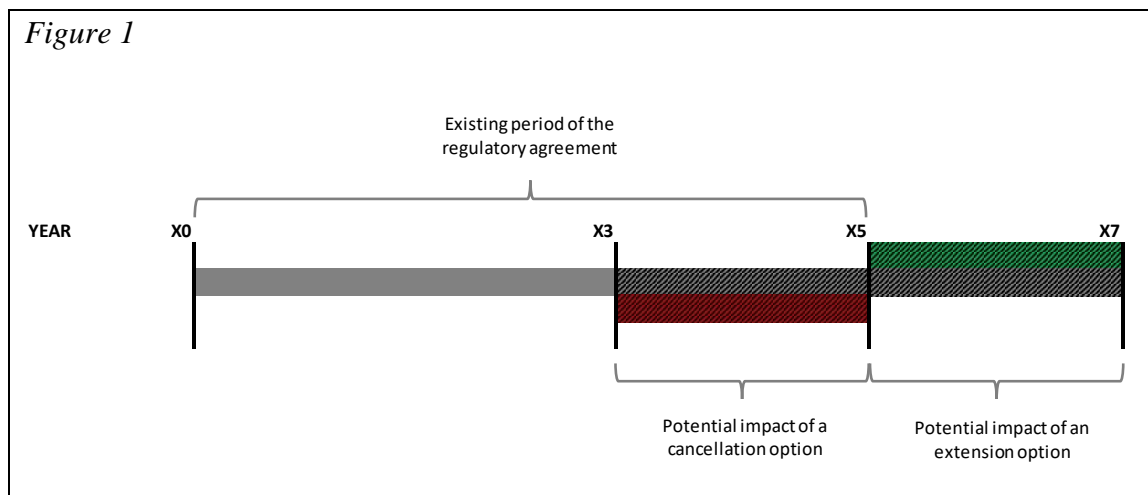 Figure 1
Existing period of the
regulatory agreement
YEAR X0 X3 X5 X7
Potential impact of a
cancellation option
Potential impact of an
extension option